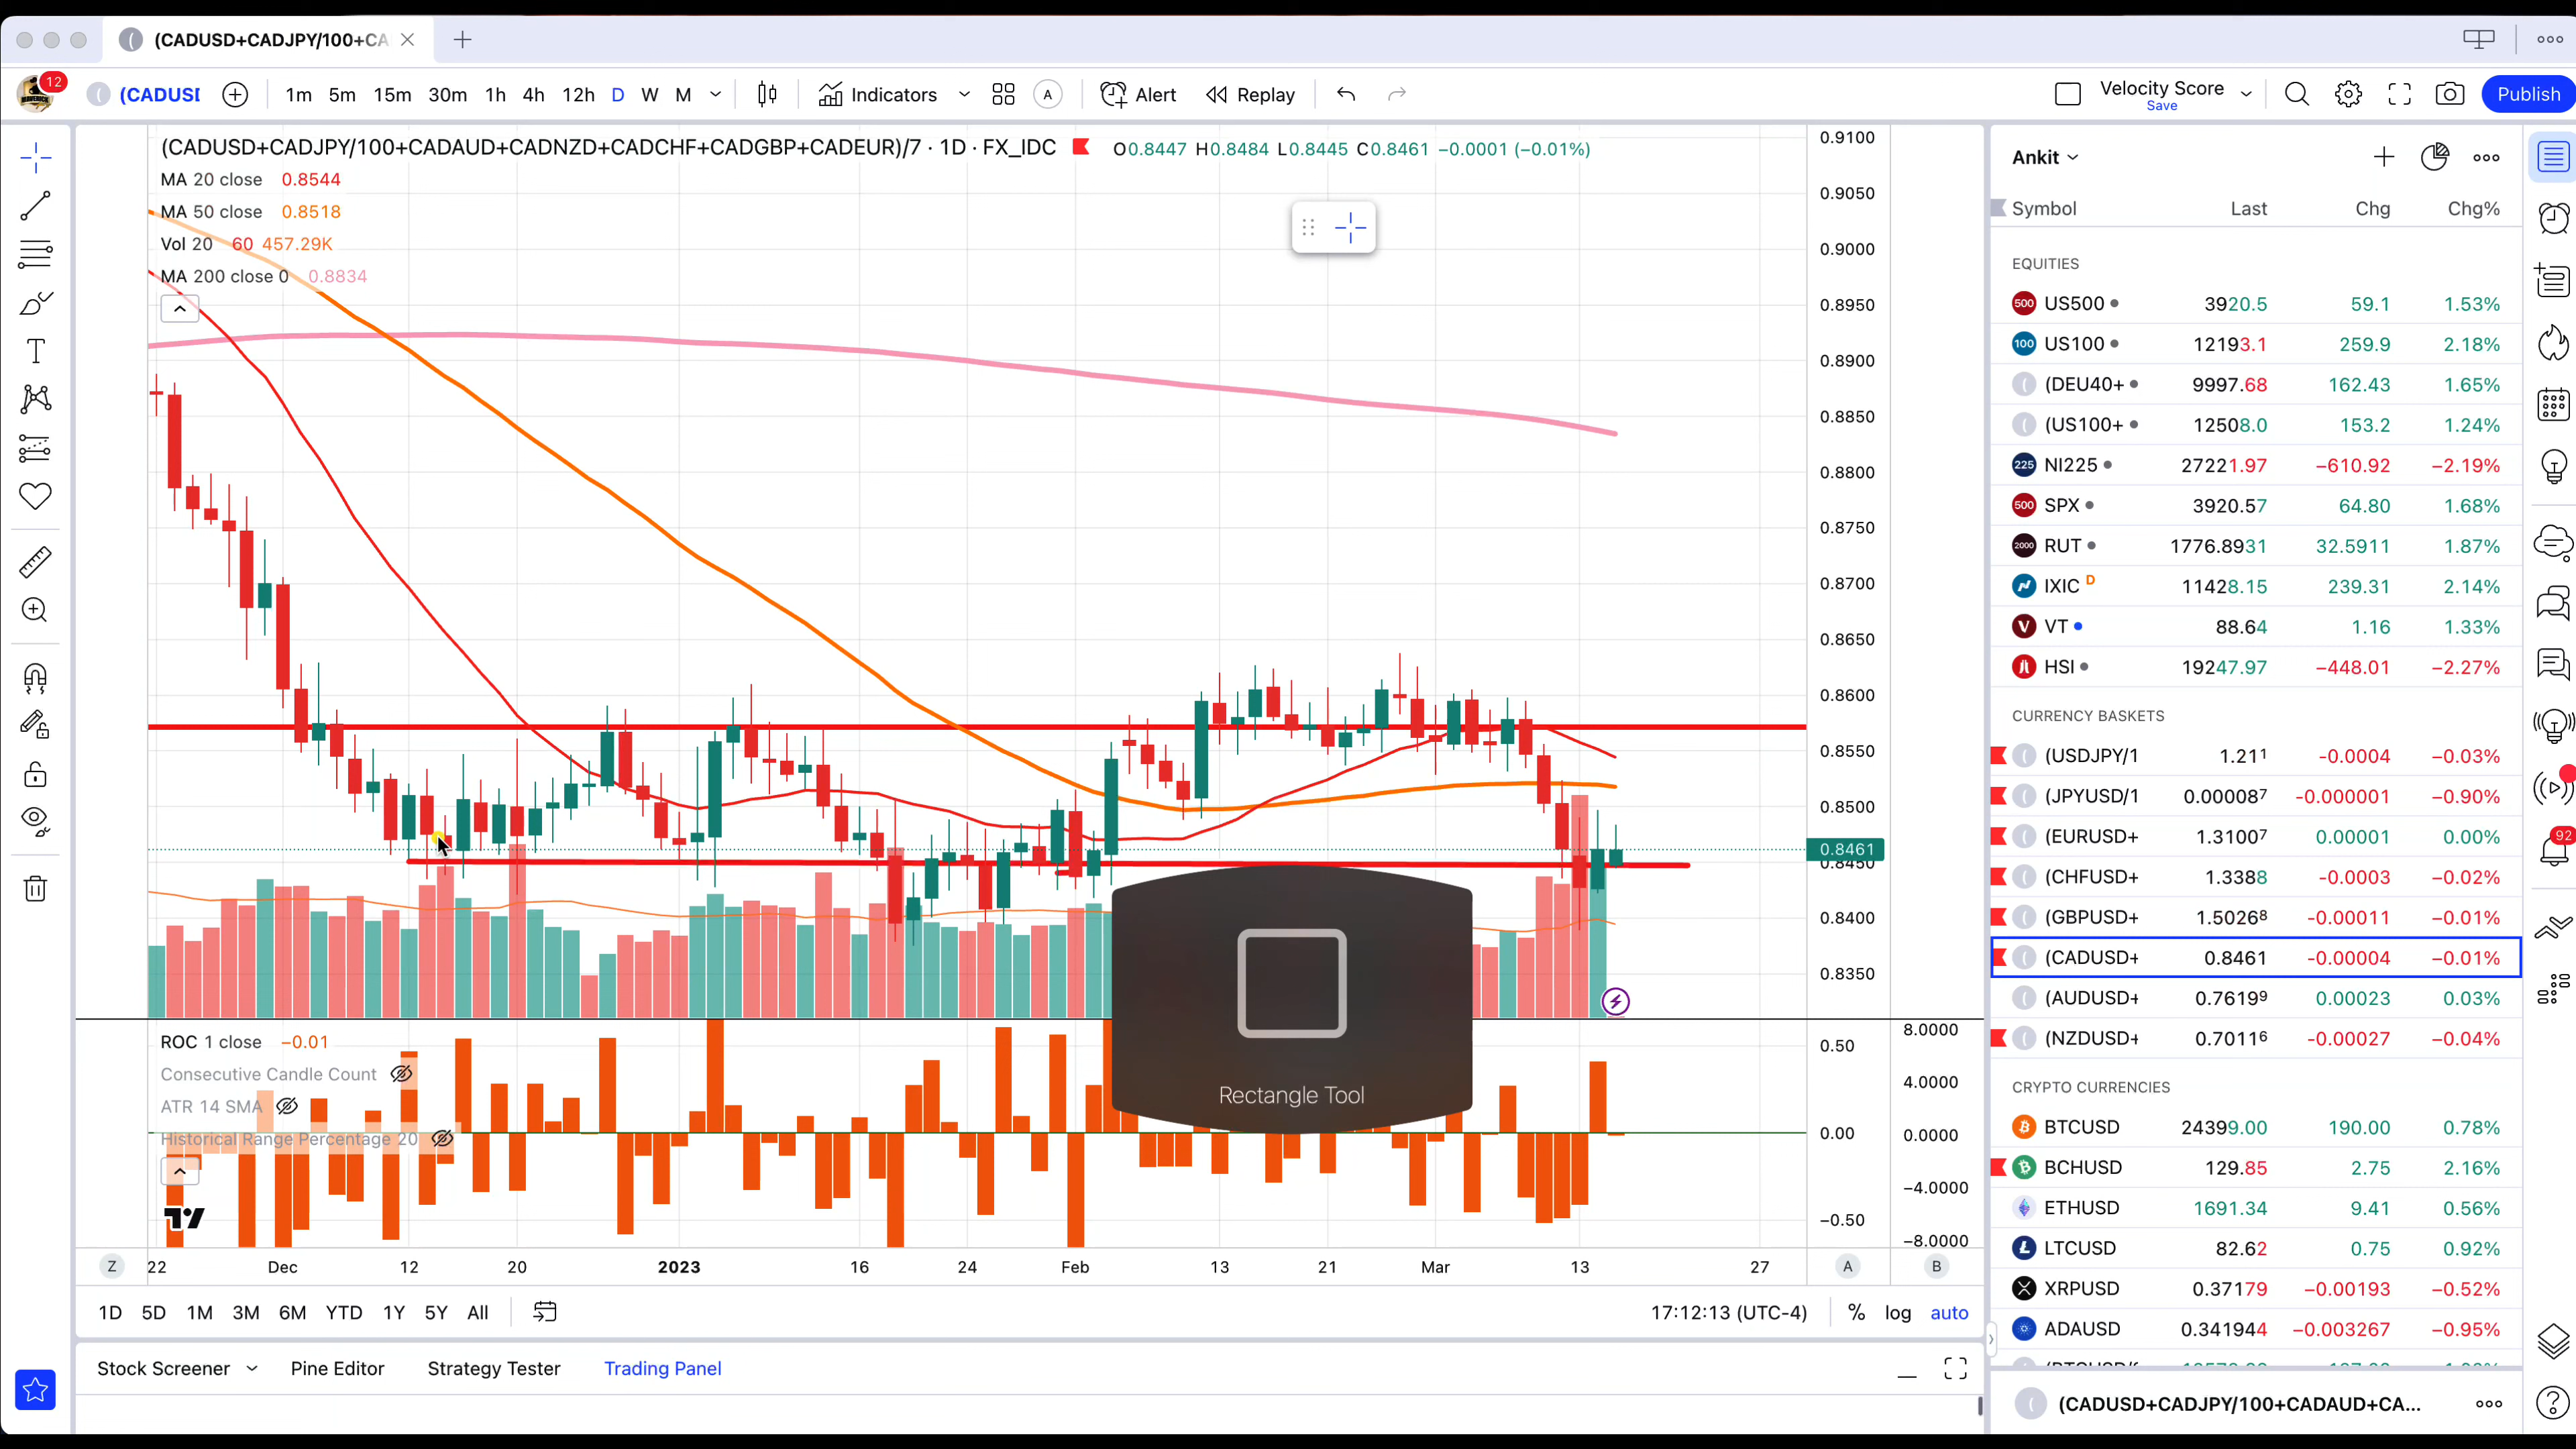 (CADUSD+CADJPY/100+CA
12 (CADUSI 1m 5m 15m 30m 1h 4h 12h D W M Indicators A Alert Replay Velocity Score Save Publish
(CADUSD+CADJPY/100+CADAUD+CADNZD+CADCHF+CADGBP+CADEUR)/7 · 1D · FX_IDC O0.8447 H0.8484 L0.8445 C0.8461 −0.0001 (−0.01%)
MA 20 close 0.8544
MA 50 close 0.8518
Vol 20 60 457.29K
MA 200 close 0 0.8834
0.9100
0.9050
0.9000
0.8950
0.8900
0.8850
0.8800
0.8750
0.8700
0.8650
0.8600
0.8550
0.8500
0.8461
0.8450
0.8400
0.8350
Rectangle Tool
ROC 1 close −0.01
Consecutive Candle Count
ATR 14 SMA
Historical Range Percentage 20
0.50
0.00
−0.50
8.0000
4.0000
0.0000
−4.0000
−8.0000
Z 22 Dec 12 20 2023 16 24 Feb 13 21 Mar 13 27 A B
1D 5D 1M 3M 6M YTD 1Y 5Y All 17:12:13 (UTC-4) % log auto
Stock Screener Pine Editor Strategy Tester Trading Panel
Ankit
Symbol Last Chg Chg%
EQUITIES
500 US500 3920.5 59.1 1.53%
100 US100 12193.1 259.9 2.18%
(DEU40+ 9997.68 162.43 1.65%
(US100+ 12508.0 153.2 1.24%
225 NI225 27221.97 −610.92 −2.19%
500 SPX 3920.57 64.80 1.68%
2000 RUT 1776.8931 32.5911 1.87%
IXIC D 11428.15 239.31 2.14%
V VT 88.64 1.16 1.33%
HSI 19247.97 −448.01 −2.27%
CURRENCY BASKETS
(USDJPY/1 1.211 -0.0004 −0.03%
(JPYUSD/1 0.000087 -0.000001 −0.90%
(EURUSD+ 1.31007 0.00001 0.00%
(CHFUSD+ 1.3388 -0.0003 −0.02%
(GBPUSD+ 1.50268 -0.00011 −0.01%
(CADUSD+ 0.8461 -0.00004 −0.01%
(AUDUSD+ 0.76199 0.00023 0.03%
(NZDUSD+ 0.70116 -0.00027 −0.04%
CRYPTO CURRENCIES
BTCUSD 24399.00 190.00 0.78%
BCHUSD 129.85 2.75 2.16%
ETHUSD 1691.34 9.41 0.56%
LTCUSD 82.62 0.75 0.92%
XRPUSD 0.37179 −0.00193 −0.52%
ADAUSD 0.341944 −0.003267 −0.95%
(CADUSD+CADJPY/100+CADAUD+CA...
92